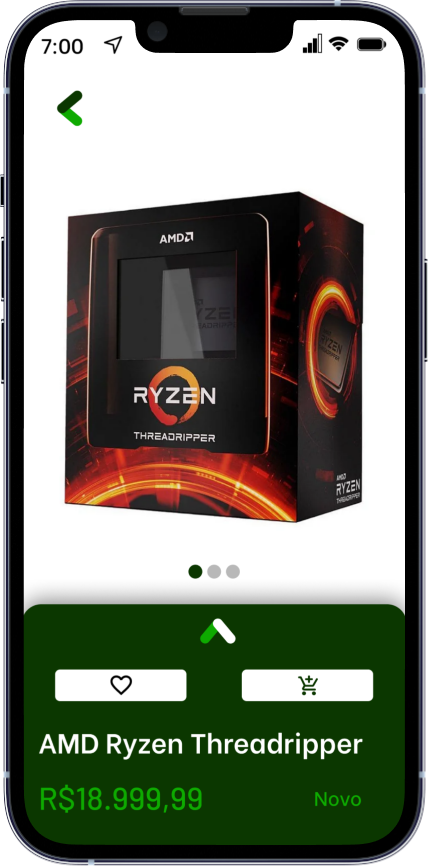 7:00
AMD
RYZEN
THREADRIPPER
AMD
RYZEN
THREADRIPPER
AMD Ryzen Threadripper
R$18.999,99
Novo